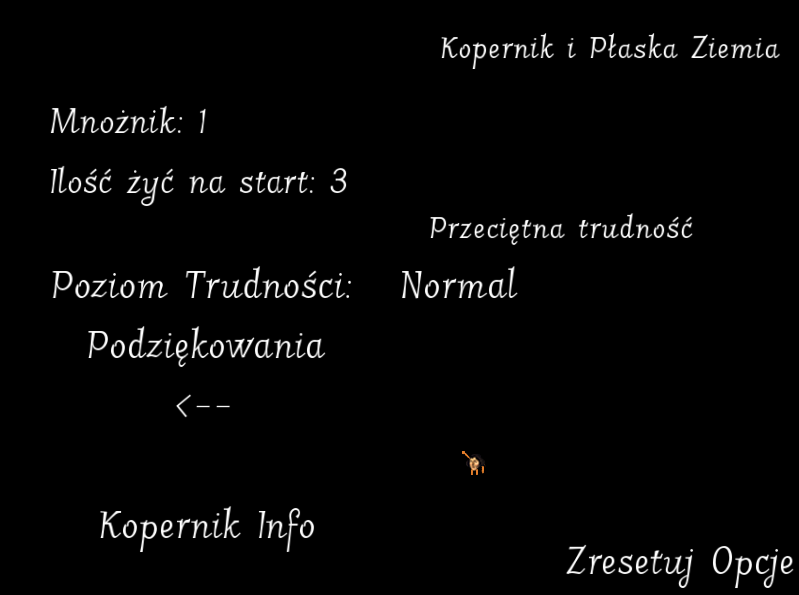 Kopernik i Płaska Ziemia
Mnożnik: 1
Ilość żyć na start: 3
Przeciętna trudność
Poziom Trudności: Normal
Podziękowania
<--
Kopernik Info
Zresetuj Opcje